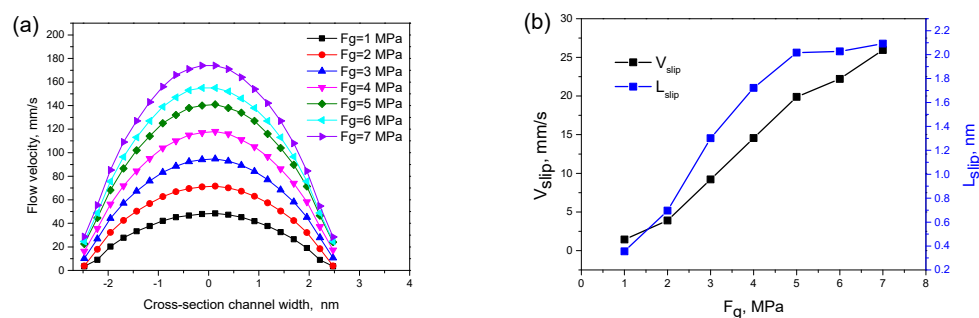 (a)
200
180
160
140
120
100
80
60
40
20
0
Flow velocity, mm/s
-3 -2 -1 0 1 2 3
Cross-section channel width, nm
Fg=1 MPa
Fg=2 MPa
Fg=3 MPa
Fg=4 MPa
Fg=5 MPa
Fg=6 MPa
Fg=7 MPa
(b)
30
25
20
15
10
5
0
Vslip, mm/s
Vslip
Lslip
0 1 2 3 4 5 6 7 8
Fg, MPa
2.4
2.2
2.0
1.8
1.6
1.4
1.2
1.0
0.8
0.6
0.4
0.2
Lslip, nm